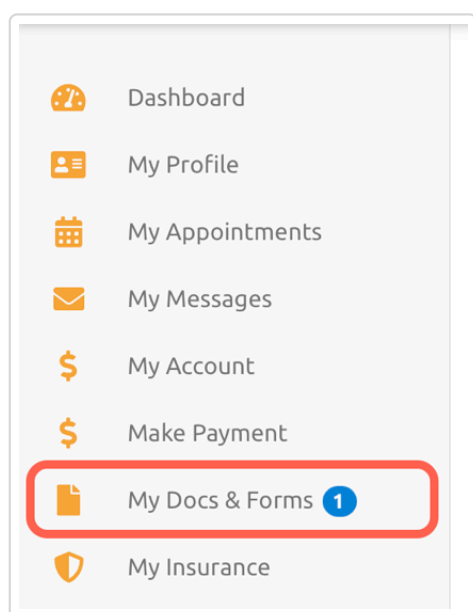 Dashboard
My Profile
My Appointments
My Messages
$ My Account
$ Make Payment
My Docs & Forms 1
My Insurance